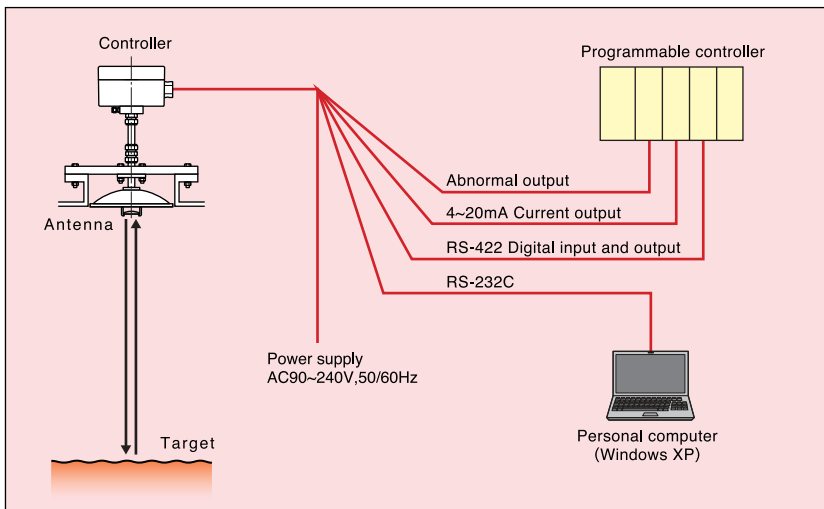 Controller
Programmable controller
Abnormal output
4~20mA Current output
Antenna
RS-422 Digital input and output
RS-232C
Power supply
AC90~240V,50/60Hz
Target
Personal computer
(Windows XP)